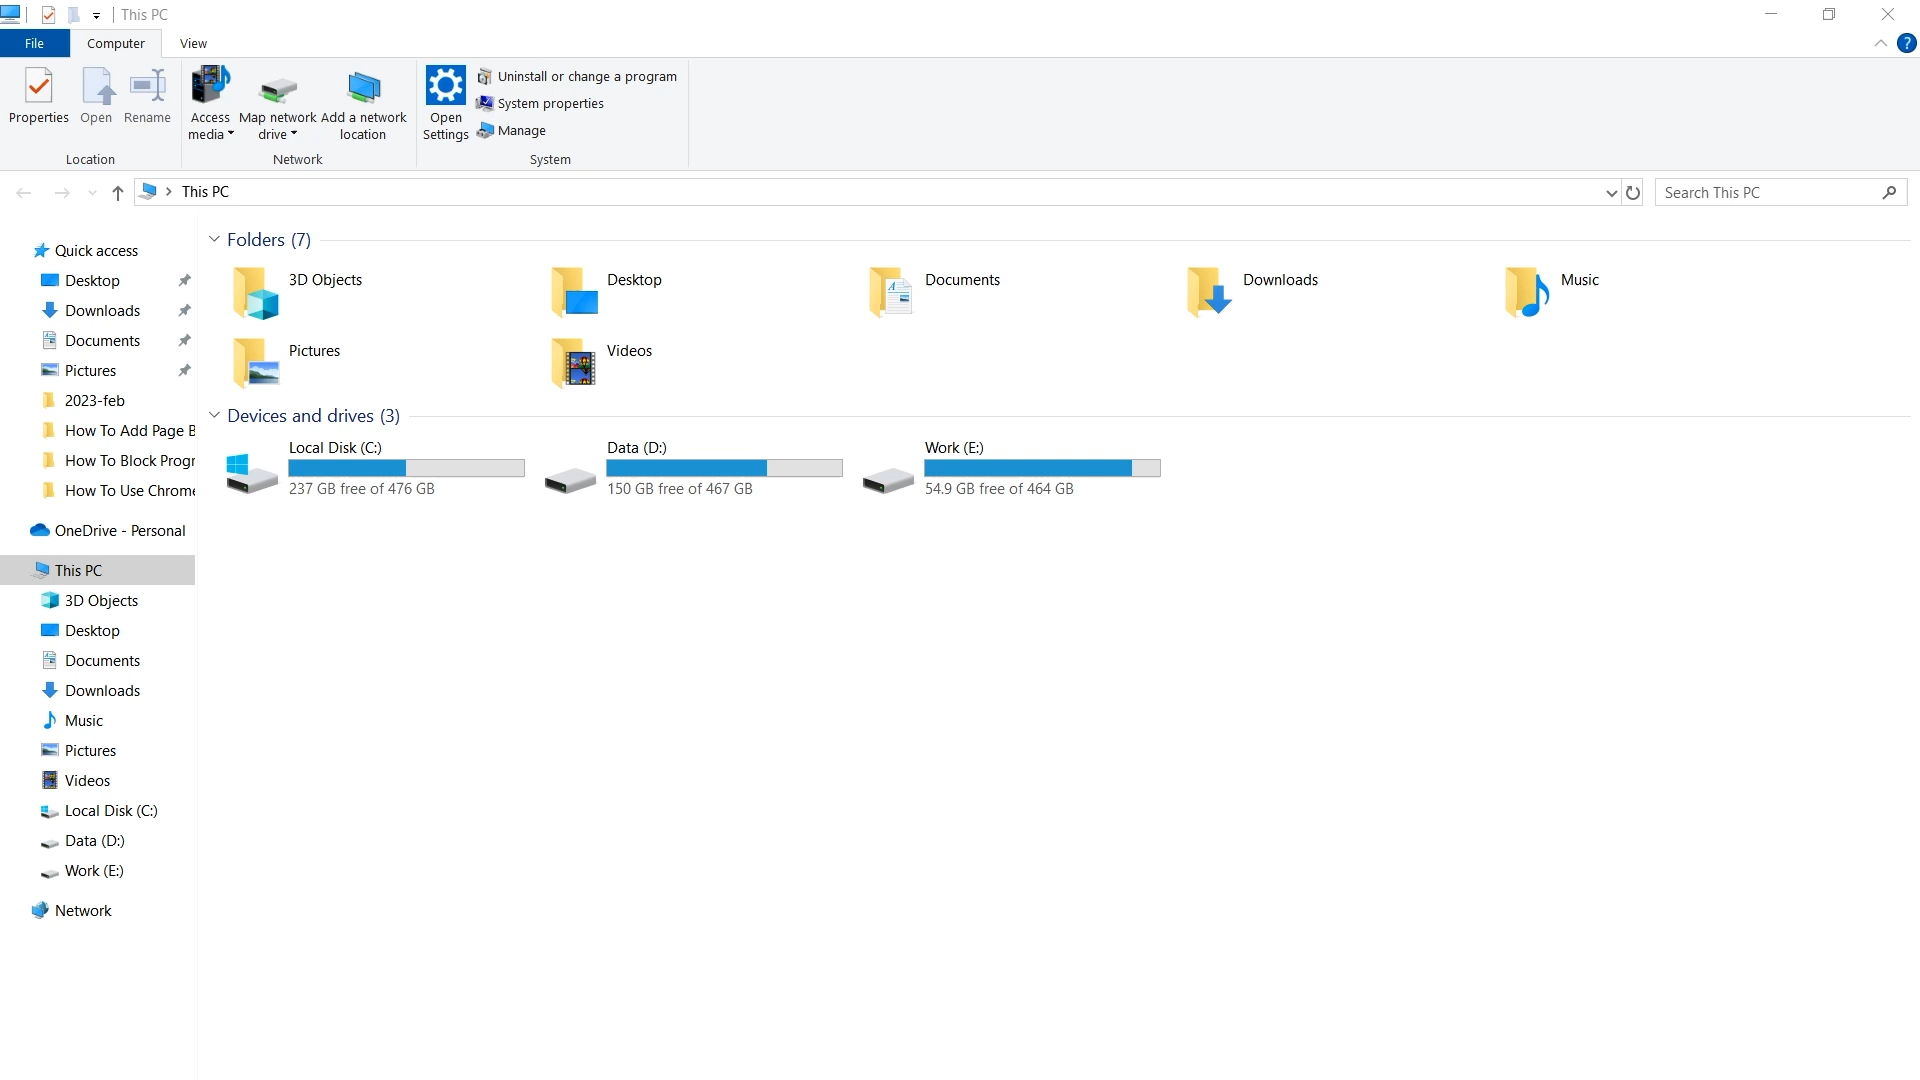 This PC
File
Computer
View
?
Properties
Open
Rename
Access media
Map network drive
Add a network location
Open Settings
Uninstall or change a program
System properties
Manage
Location
Network
System
This PC
Search This PC
Quick access
Desktop
Downloads
Documents
Pictures
2023-feb
How To Add Page B
How To Block Progr
How To Use Chrome
OneDrive - Personal
This PC
3D Objects
Desktop
Documents
Downloads
Music
Pictures
Videos
Local Disk (C:)
Data (D:)
Work (E:)
Network
Folders (7)
3D Objects
Desktop
Documents
Downloads
Music
Pictures
Videos
Devices and drives (3)
Local Disk (C:)
237 GB free of 476 GB
Data (D:)
150 GB free of 467 GB
Work (E:)
54.9 GB free of 464 GB